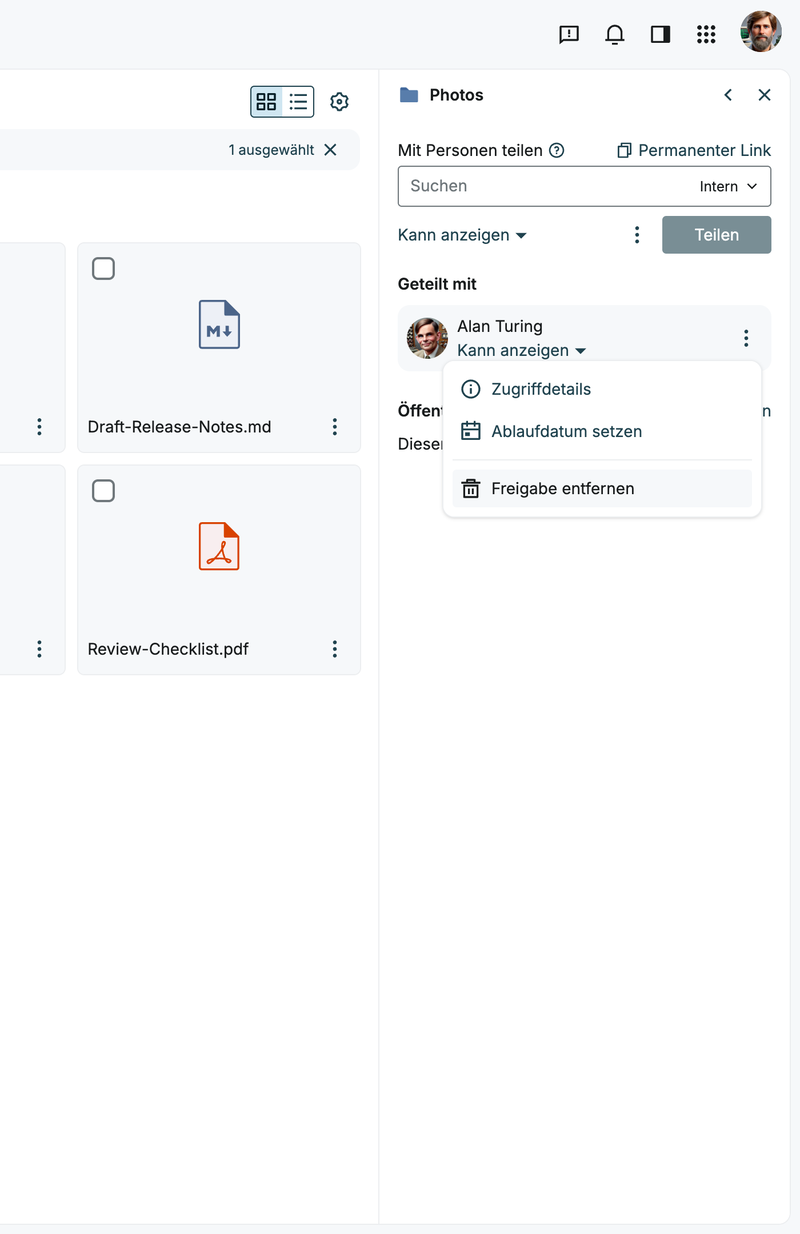 Photos
1 ausgewählt
Mit Personen teilen
Permanenter Link
Suchen
Intern
Kann anzeigen
Teilen
Geteilt mit
Alan Turing
Kann anzeigen
Zugriffdetails
Ablaufdatum setzen
Freigabe entfernen
Draft-Release-Notes.md
Review-Checklist.pdf